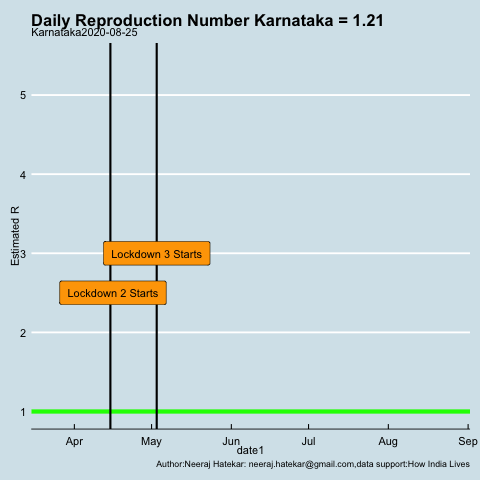 Daily Reproduction Number Karnataka = 1.21
Karnataka2020-08-25
Estimated R
5
4
3
2
1
Lockdown 3 Starts
Lockdown 2 Starts
Apr May Jun Jul Aug Sep
date1
Author:Neeraj Hatekar: neeraj.hatekar@gmail.com,data support:How India Lives